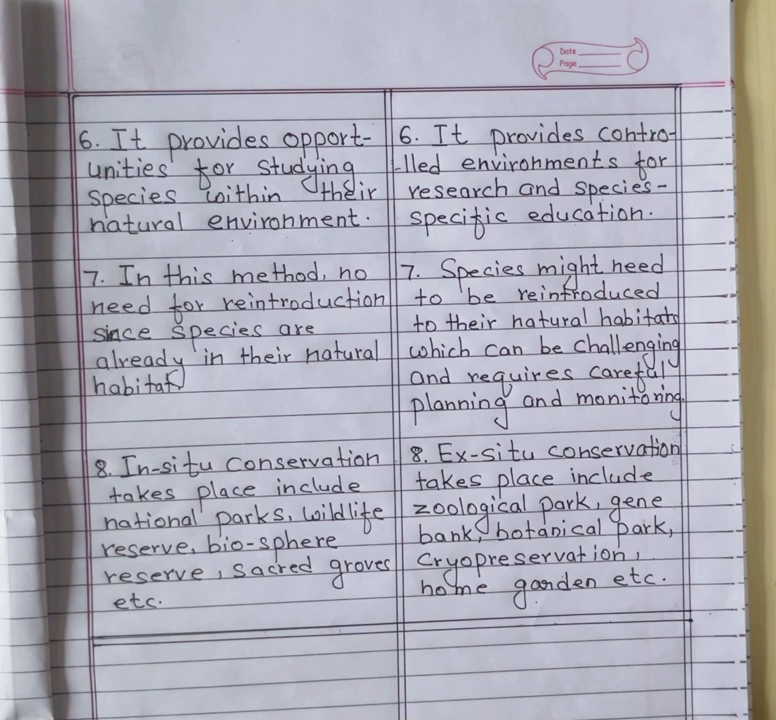 Date
Page
6. It provides opport-
unities for studying
species within their
natural environment.
6. It provides contro-
-lled environments for
research and species-
specific education.
7. In this method, no
need for reintroduction
since species are
already in their natural
habitat
7. Species might need
to be reintroduced
to their natural habitats
which can be challenging
and requires careful
planning and monitoring.
8. In-situ conservation
takes place include
national parks, wildlife
reserve, bio-sphere
reserve, sacred groves
etc.
8. Ex-situ conservation
takes place include
zoological park, gene
bank, botanical park,
cryopreservation,
home garden etc.